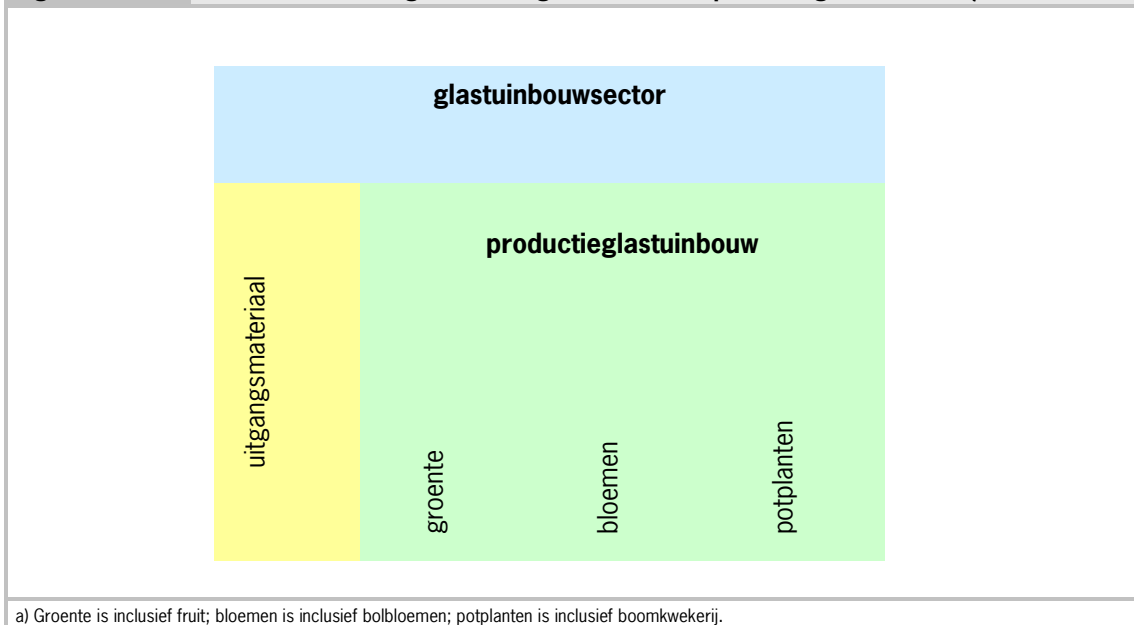 glastuinbouwsector
productieglastuinbouw
uitgangsmateriaal
groente
bloemen
potplanten
a) Groente is inclusief fruit; bloemen is inclusief bolbloemen; potplanten is inclusief boomkwekerij.